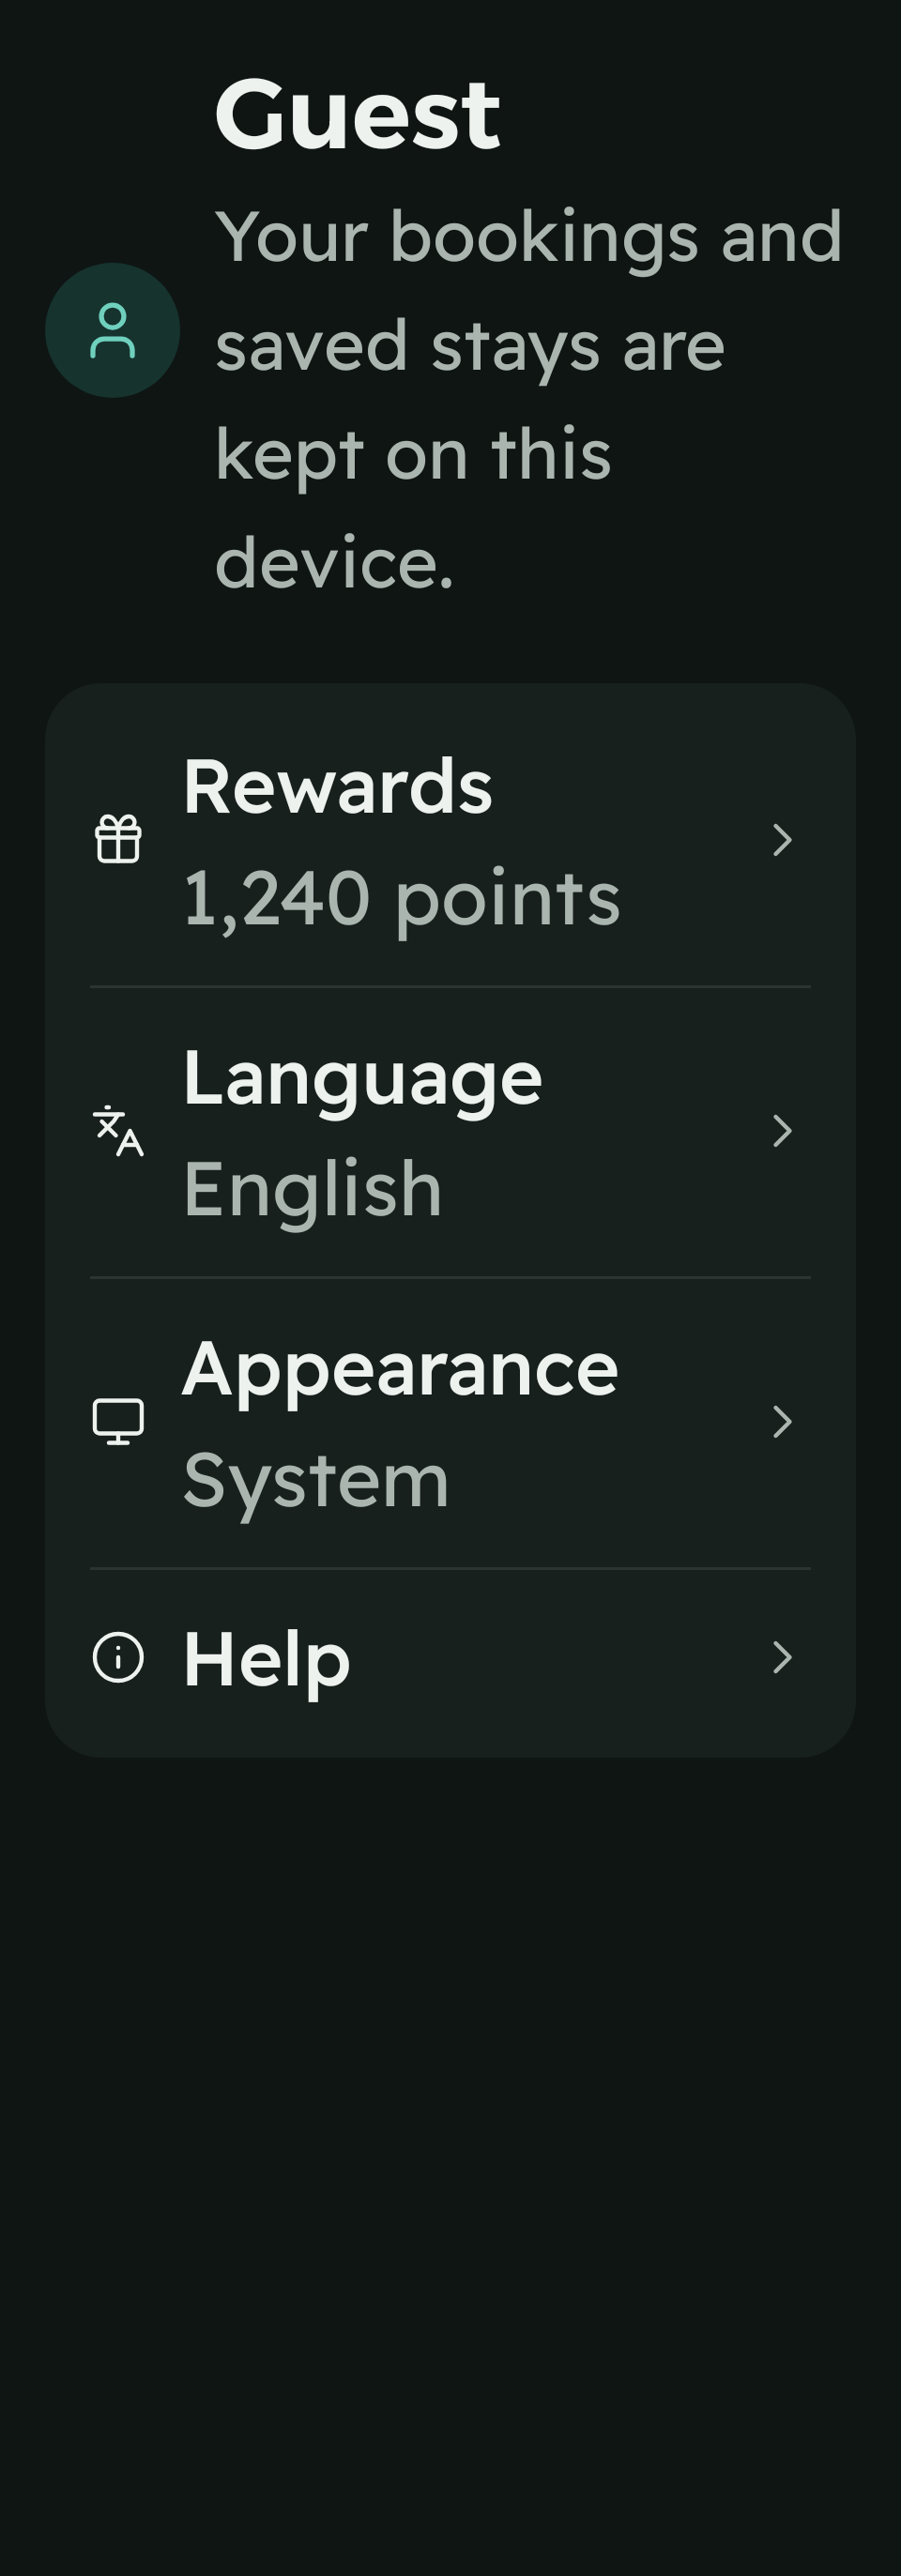 Guest
Your bookings and
saved stays are
kept on this
device.
Rewards
1,240 points
Language
English
Appearance
System
Help